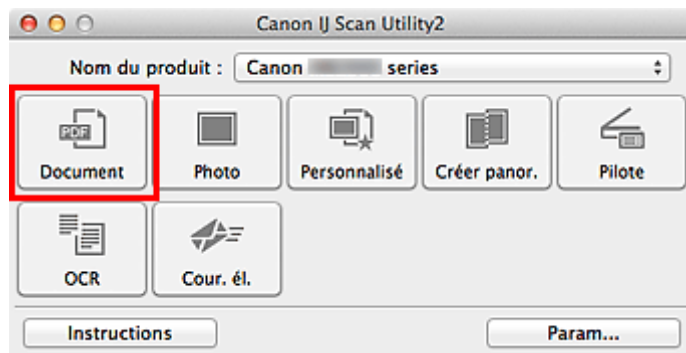 Canon IJ Scan Utility2
Nom du produit : Canon series
PDF
Document Photo Personnalisé Créer panor. Pilote
OCR Cour. él.
Instructions Param...